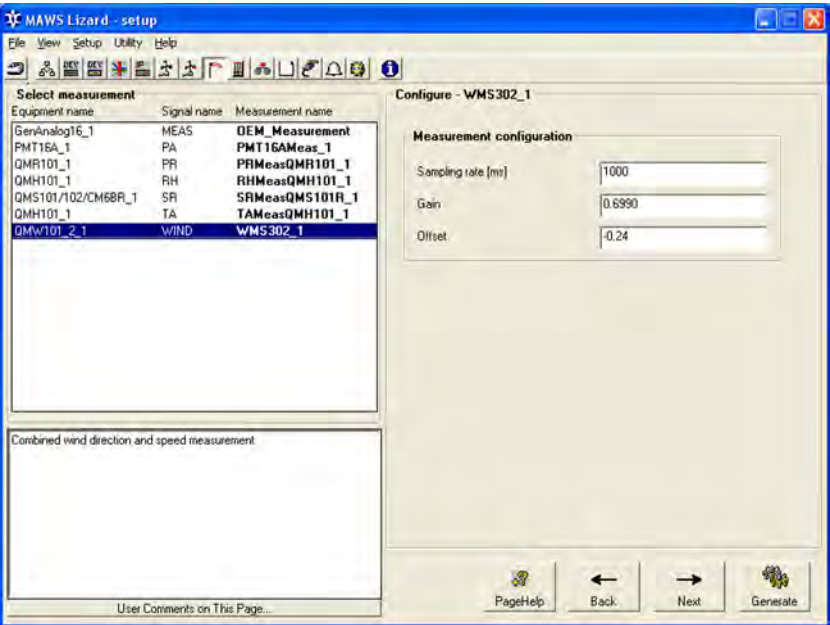 MAWS Lizard - setup
File View Setup Utility Help
Select measurement
Equipment name Signal name Measurement name
GenAnalog16_1 MEAS OEM_Measurement
PMT16A_1 PA PMT16AMeas_1
QMR101_1 PR PRMeasQMR101_1
QMH101_1 RH RHMeasQMH101_1
QMS101/102/CM6BR_1 SR SRMeasQMS101R_1
QMH101_1 TA TAMeasQMH101_1
QMW101_2_1 WIND WMS302_1
Combined wind direction and speed measurement
User Comments on This Page...
Configure - WMS302_1
Measurement configuration
Sampling rate [ms] 1000
Gain 0.6990
Offset -0.24
PageHelp Back Next Generate